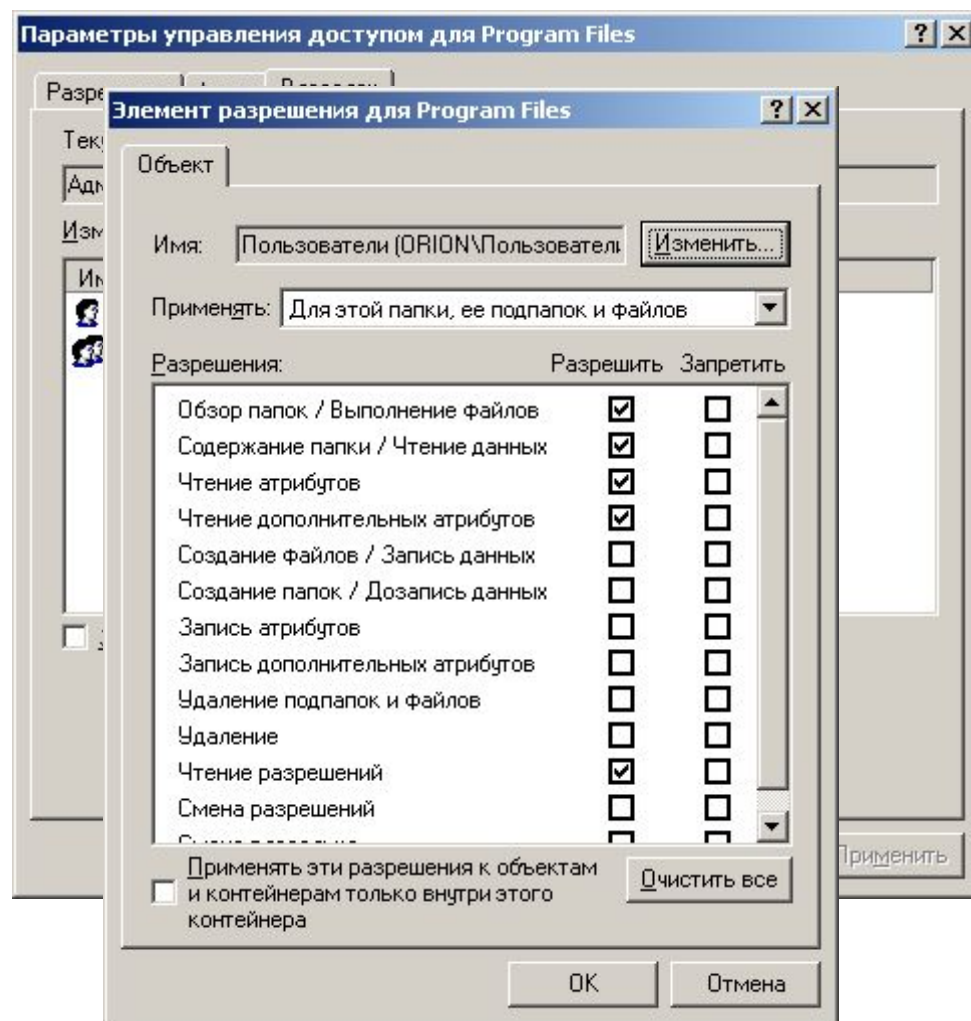 Параметры управления доступом для Program Files
Элемент разрешения для Program Files
Объект
Имя:
Пользователи (ORION\Пользователи
Изменить...
Применять:
Для этой папки, ее подпапок и файлов
Разрешения:
Разрешить
Запретить
Обзор папок / Выполнение файлов
Содержание папки / Чтение данных
Чтение атрибутов
Чтение дополнительных атрибутов
Создание файлов / Запись данных
Создание папок / Дозапись данных
Запись атрибутов
Запись дополнительных атрибутов
Удаление подпапок и файлов
Удаление
Чтение разрешений
Смена разрешений
Применять эти разрешения к объектам
и контейнерам только внутри этого
контейнера
Очистить все
Применить
OK
Отмена